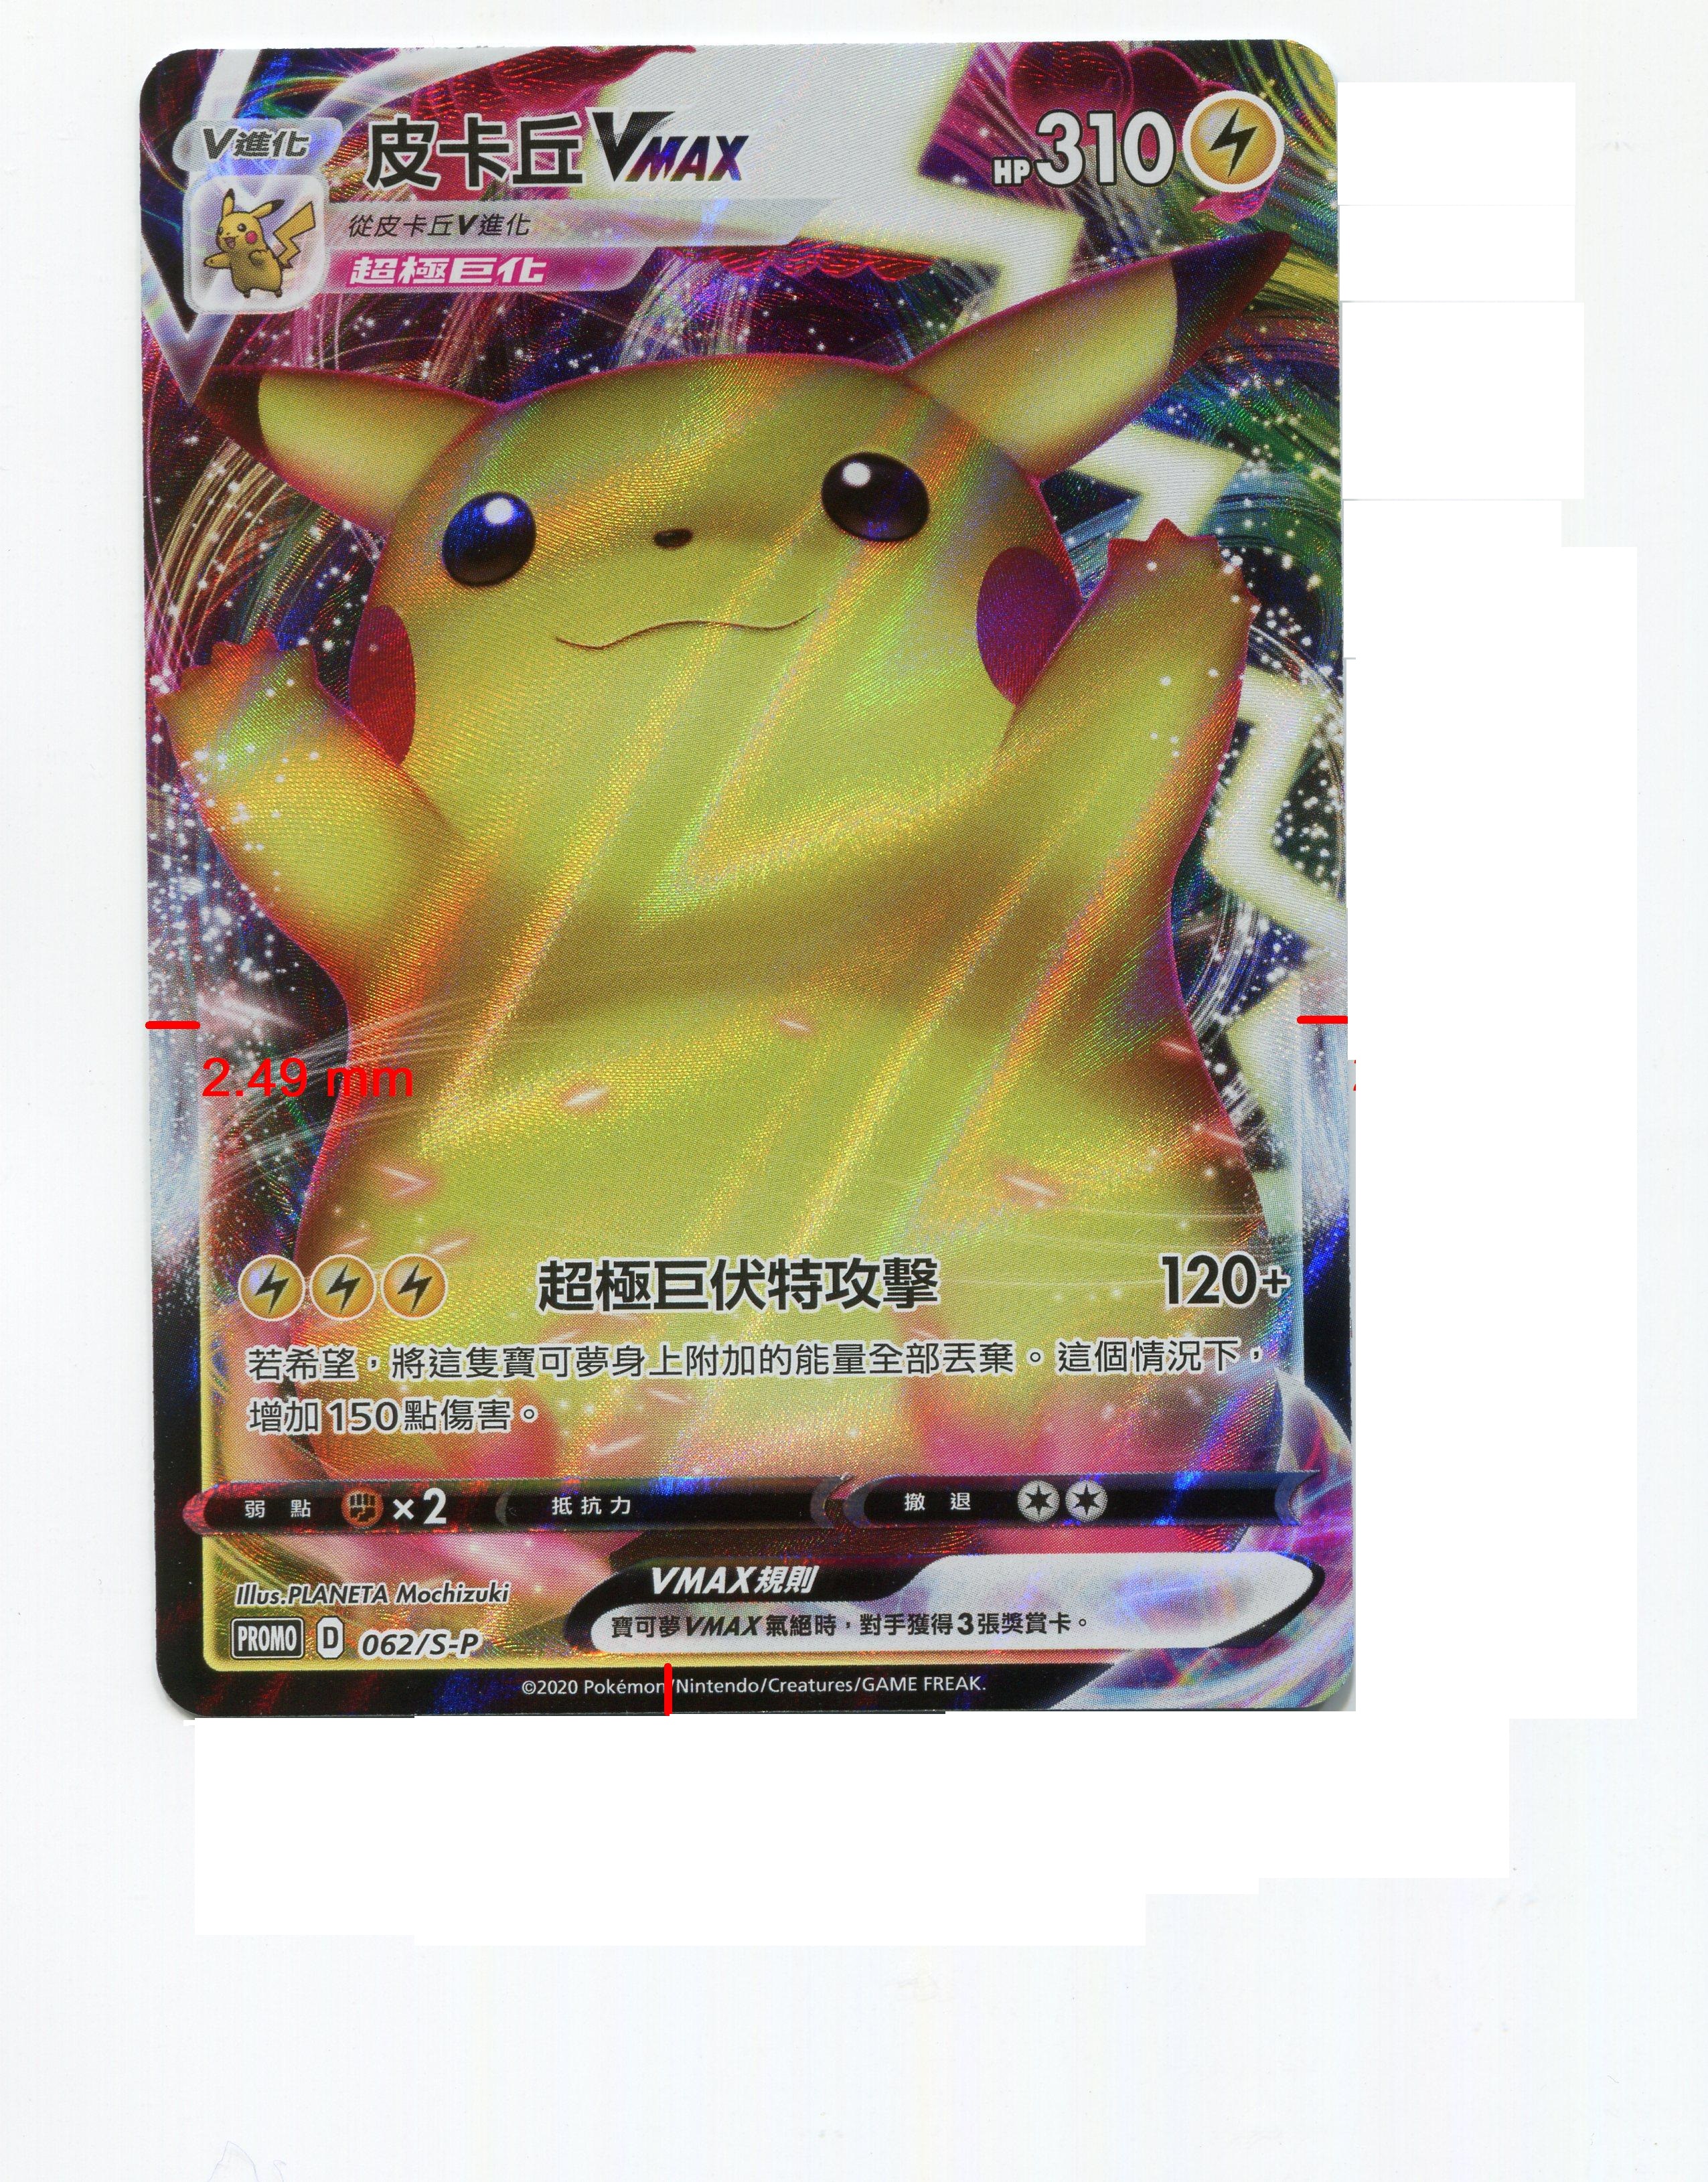 V進化
皮卡丘VMAX
HP310
從皮卡丘V進化
超極巨化
2.49 mm
超極巨伏特攻擊 120+
若希望，將這隻寶可夢身上附加的能量全部丟棄。這個情況下，
增加150點傷害。
弱點 ×2 抵抗力 撤退
VMAX規則
寶可夢VMAX氣絕時，對手獲得3張獎賞卡。
Illus.PLANETA Mochizuki
PROMO D 062/S-P
©2020 Pokémon/Nintendo/Creatures/GAME FREAK.